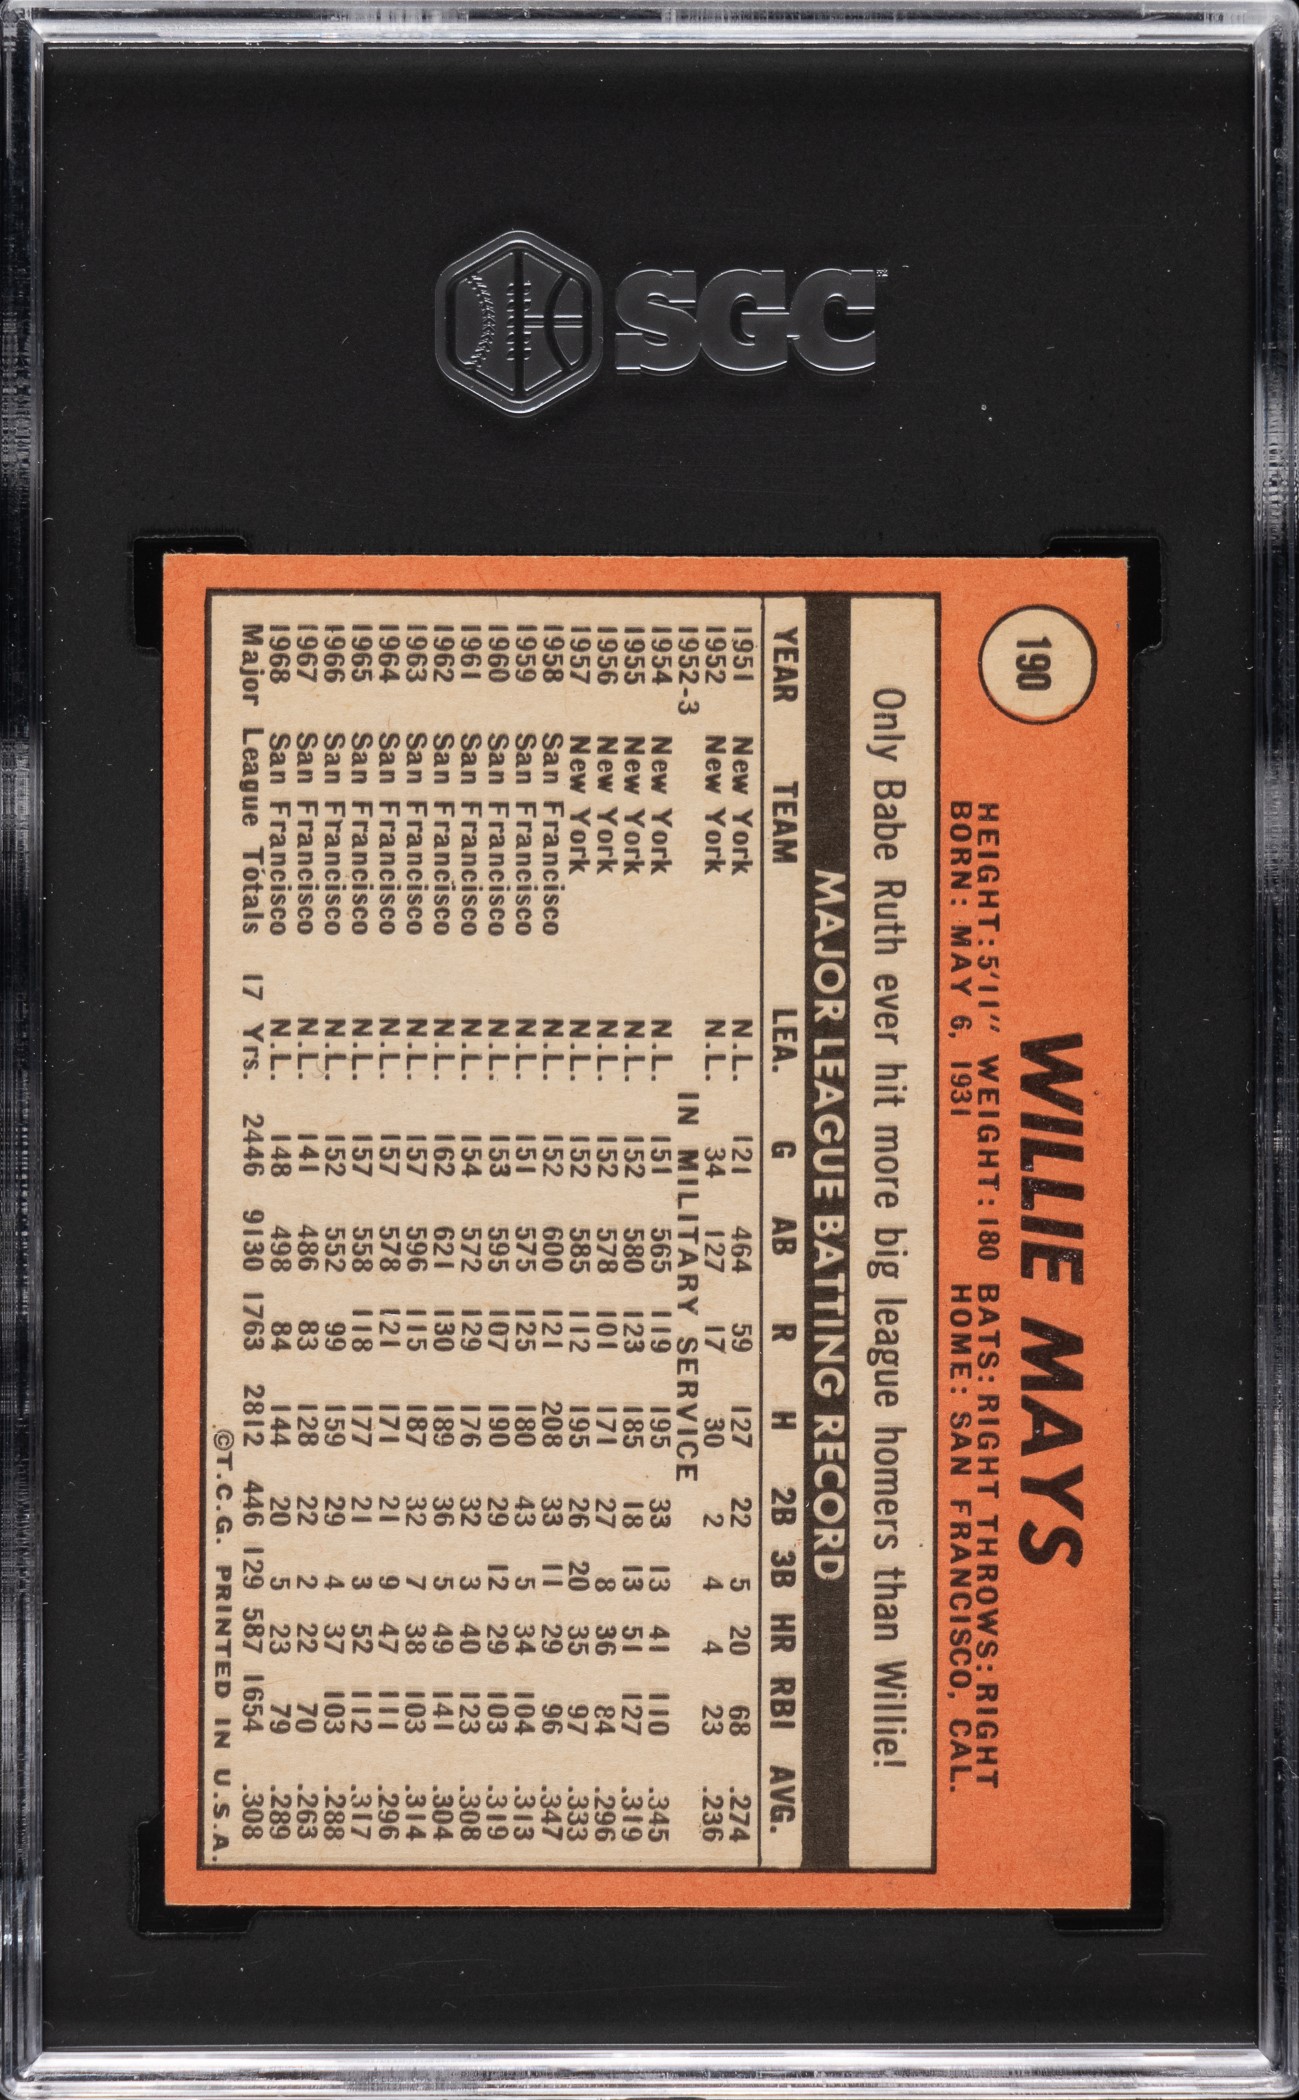 SGC
190
WILLIE MAYS
HEIGHT: 5'11" WEIGHT: 180 BATS: RIGHT THROWS: RIGHT
BORN: MAY 6, 1931 HOME: SAN FRANCISCO, CAL.
Only Babe Ruth ever hit more big league homers than Willie!
MAJOR LEAGUE BATTING RECORD
YEAR TEAM LEA. G AB R H 2B 3B HR RBI AVG.
1951 New York N.L. 121 464 59 127 22 5 20 68 .274
1952 New York N.L. 34 127 17 30 2 4 4 23 .236
1952-3 IN MILITARY SERVICE
1954 New York N.L. 151 565 119 195 33 13 41 110 .345
1955 New York N.L. 152 580 123 185 18 13 51 127 .319
1956 New York N.L. 152 578 101 171 27 8 36 84 .296
1957 New York N.L. 152 585 112 195 26 20 35 97 .333
1958 San Francisco N.L. 152 600 121 208 33 11 29 96 .347
1959 San Francisco N.L. 151 575 125 180 43 5 34 104 .313
1960 San Francisco N.L. 153 595 107 190 29 12 29 103 .319
1961 San Francisco N.L. 154 572 129 176 32 3 40 123 .308
1962 San Francisco N.L. 162 621 130 189 36 5 49 141 .304
1963 San Francisco N.L. 157 596 115 187 32 7 38 103 .314
1964 San Francisco N.L. 157 578 121 171 21 9 47 111 .296
1965 San Francisco N.L. 157 558 118 177 21 3 52 112 .317
1966 San Francisco N.L. 152 552 99 159 29 4 37 103 .288
1967 San Francisco N.L. 141 486 83 128 22 2 22 70 .263
1968 San Francisco N.L. 148 498 84 144 20 5 23 79 .289
Major League Totals 17 Yrs. 2446 9130 1763 2812 446 129 587 1654 .308
©T.C.G. PRINTED IN U.S.A.